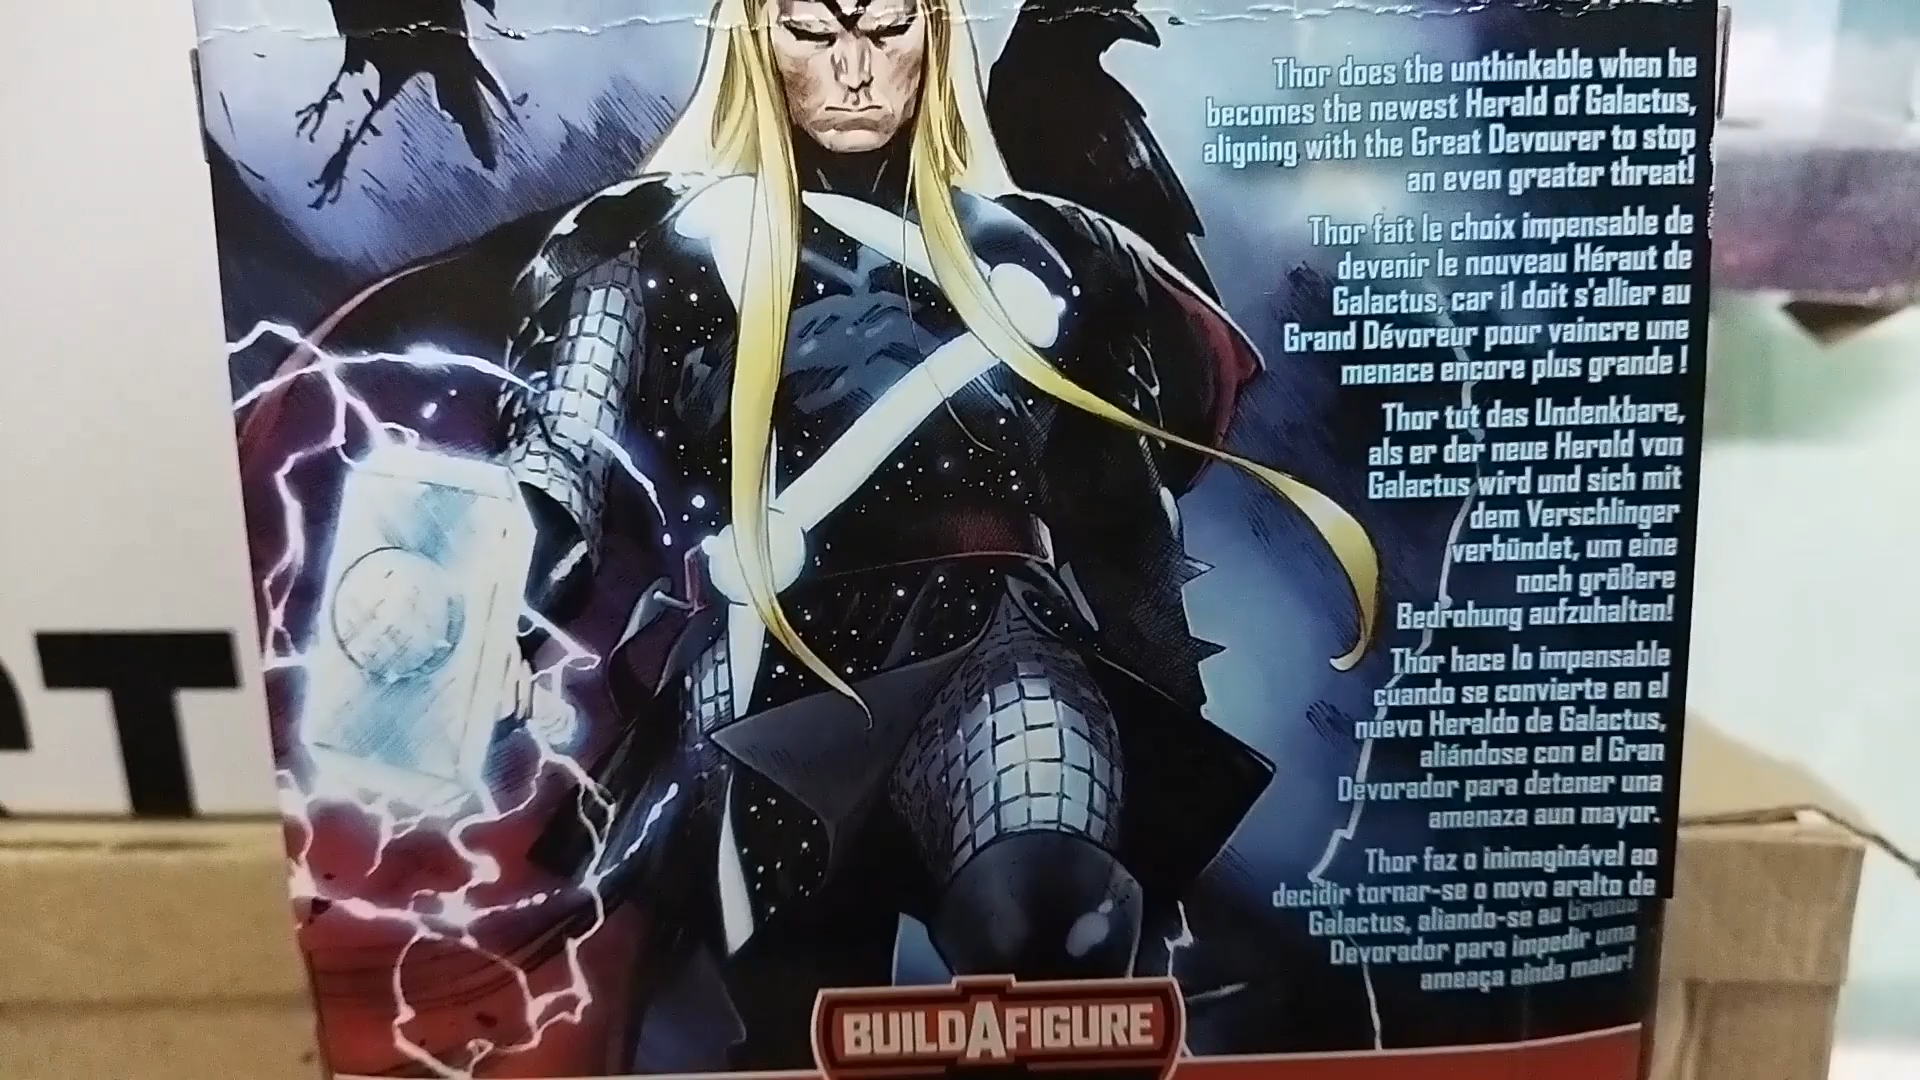 Thor does the unthinkable when he
becomes the newest Herald of Galactus,
aligning with the Great Devourer to stop
an even greater threat!
Thor fait le choix impensable de
devenir le nouveau Héraut de
Galactus, car il doit s'allier au
Grand Dévoreur pour vaincre une
menace encore plus grande !
Thor tut das Undenkbare,
als er der neue Herold von
Galactus wird und sich mit
dem Verschlinger
verbündet, um eine
noch größere
Bedrohung aufzuhalten!
Thor hace lo impensable
cuando se convierte en el
nuevo Heraldo de Galactus,
aliándose con el Gran
Devorador para detener una
amenaza aun mayor.
Thor faz o inimaginável ao
decidir tornar-se o novo aralto de
Galactus, aliando-se ao Grande
Devorador para impedir uma
ameaça ainda maior!
BUILDAFIGURE